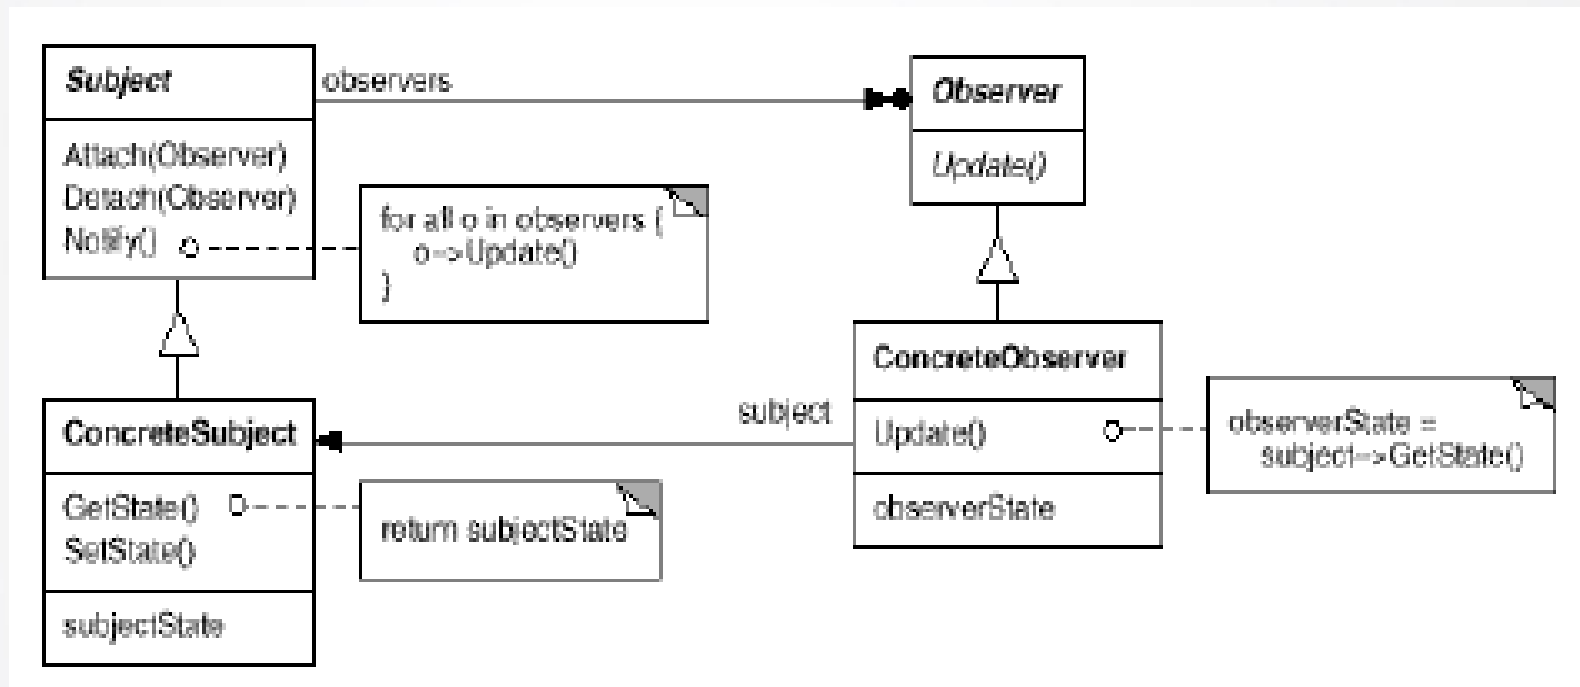 Subject
Attach(Observer)
Detach(Observer)
Notify()
observers
for all o in observers {
o->Update()
}
Observer
Update()
ConcreteSubject
GetState()
SetState()
subjectState
return subjectState
subject
ConcreteObserver
Update()
observerState
observerState =
subject->GetState()